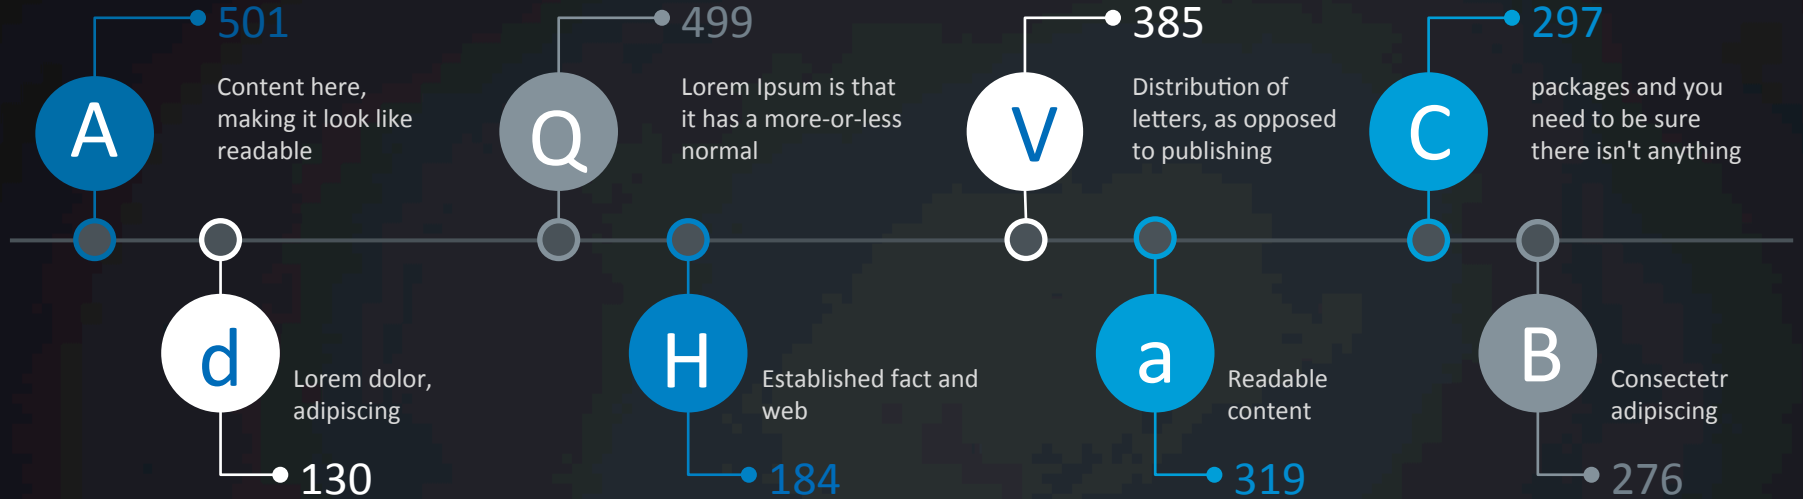 501
A
Content here,
making it look like
readable
499
Q
Lorem Ipsum is that
it has a more-or-less
normal
385
V
Distribution of
letters, as opposed
to publishing
297
C
packages and you
need to be sure
there isn't anything
d
Lorem dolor,
adipiscing
130
H
Established fact and
web
184
a
Readable
content
319
B
Consectetr
adipiscing
276